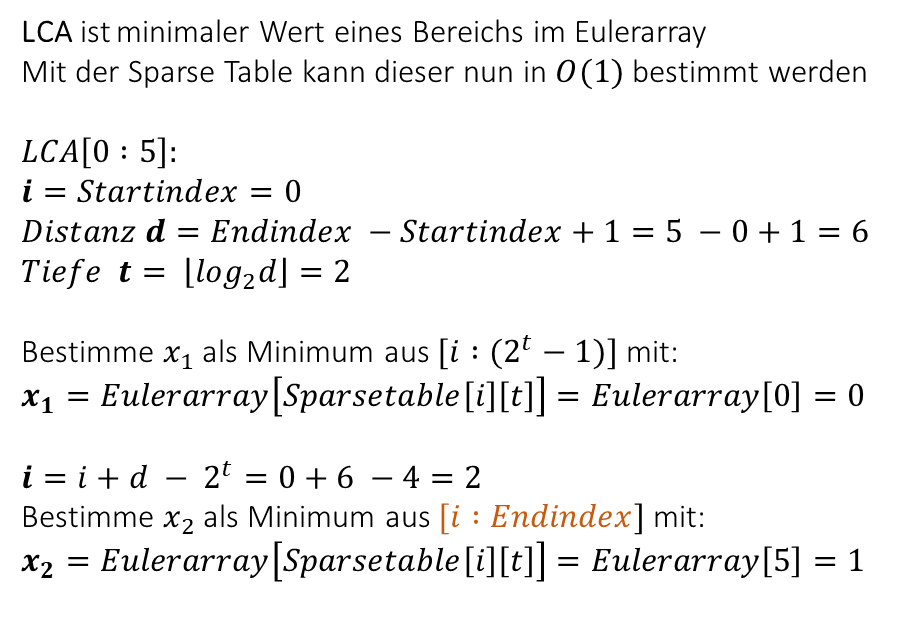 LCA ist minimaler Wert eines Bereichs im Eulerarray
Mit der Sparse Table kann dieser nun in O(1) bestimmt werden
LCA[0 : 5]:
i = Startindex = 0
Distanz d = Endindex − Startindex + 1 = 5 − 0 + 1 = 6
Tiefe t = ⌊log₂d⌋ = 2
Bestimme x₁ als Minimum aus [i : (2ᵗ − 1)] mit:
x₁ = Eulerarray[Sparsetable[i][t]] = Eulerarray[0] = 0
i = i + d − 2ᵗ = 0 + 6 − 4 = 2
Bestimme x₂ als Minimum aus [i : Endindex] mit:
x₂ = Eulerarray[Sparsetable[i][t]] = Eulerarray[5] = 1